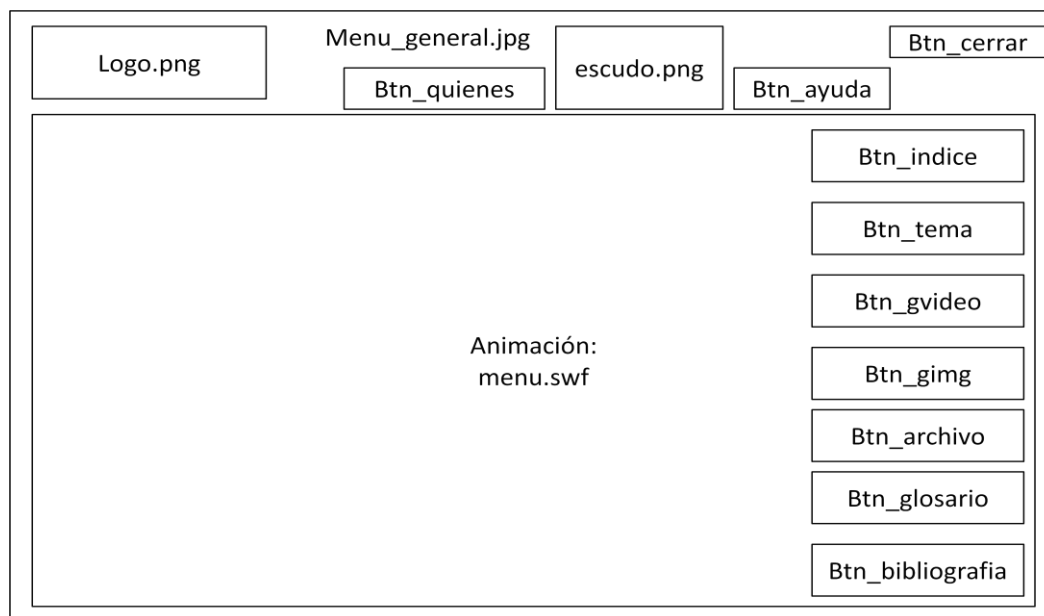 Logo.png
Menu_general.jpg
Btn_quienes
escudo.png
Btn_ayuda
Btn_cerrar
Btn_indice
Btn_tema
Btn_gvideo
Animación:
menu.swf
Btn_gimg
Btn_archivo
Btn_glosario
Btn_bibliografia